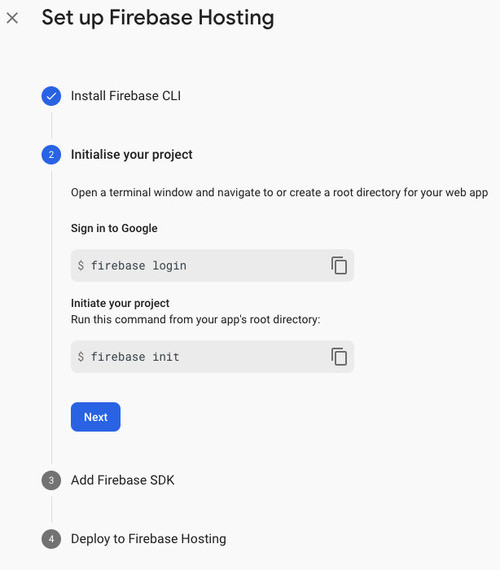 Set up Firebase Hosting
Install Firebase CLI
2 Initialise your project
Open a terminal window and navigate to or create a root directory for your web app
Sign in to Google
$ firebase login
Initiate your project
Run this command from your app's root directory:
$ firebase init
Next
3 Add Firebase SDK
4 Deploy to Firebase Hosting